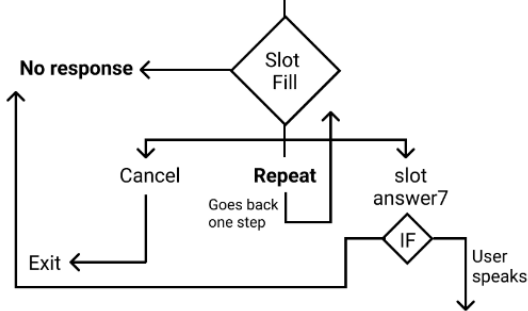 Slot
Fill
No response
Cancel
Repeat
slot
answer7
Goes back
one step
IF
Exit
User
speaks